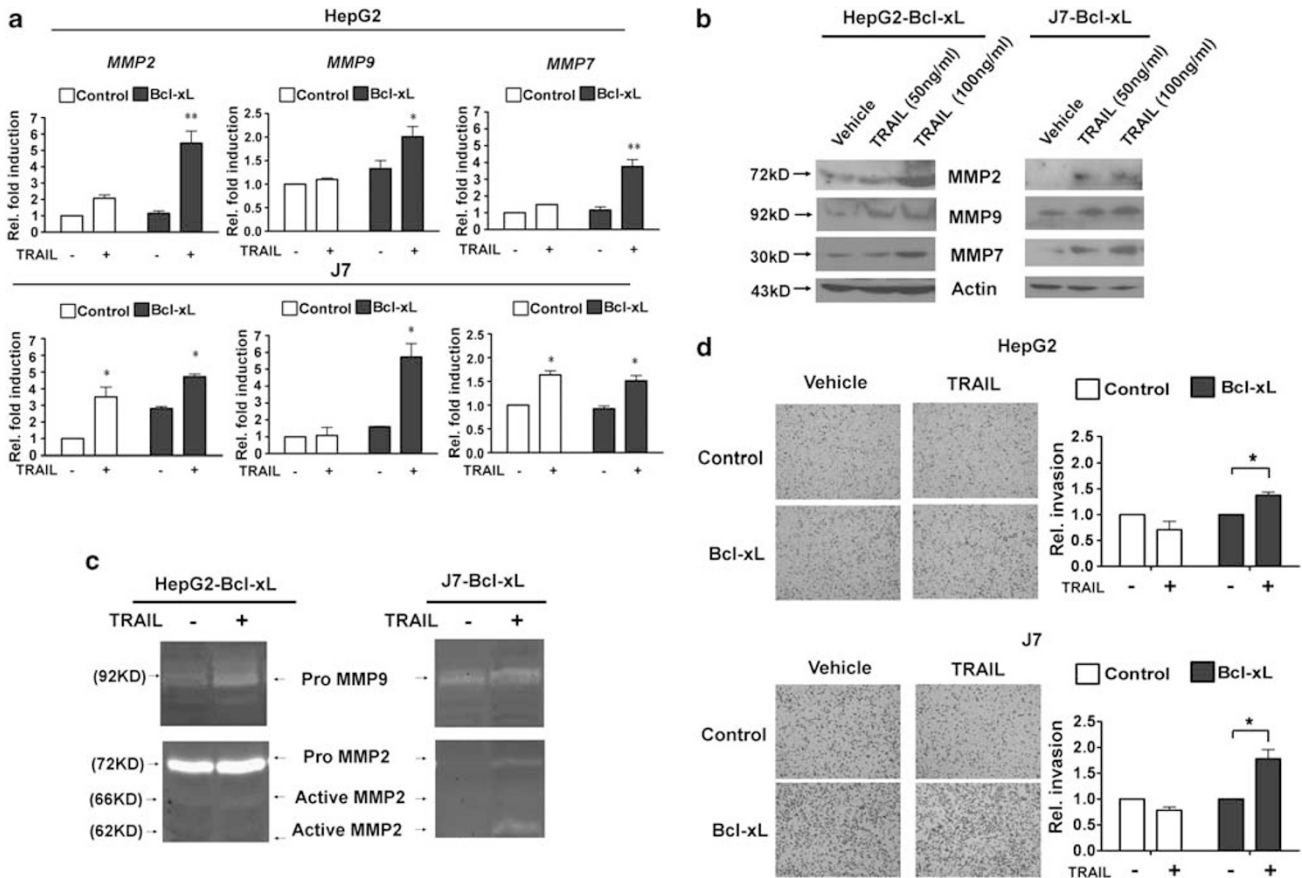 a
HepG2
MMP2 MMP9 MMP7
Control Bcl-xL Control Bcl-xL Control Bcl-xL
Rel. fold induction
7
6
5
4
3
2
1
0
**
Rel. fold induction
2.5
2.0
1.5
1.0
0.5
0.0
*
Rel. fold induction
7
6
5
4
3
2
1
0
**
TRAIL - + - + - + - + - + - +
J7
Control Bcl-xL Control Bcl-xL Control Bcl-xL
Rel. fold induction
7
6
5
4
3
2
1
0
* *
Rel. fold induction
7
6
5
4
3
2
1
0
*
Rel. fold induction
2.5
2.0
1.5
1.0
0.5
0.0
* *
TRAIL - + - + - + - + - + - +
b
HepG2-Bcl-xL J7-Bcl-xL
Vehicle TRAIL (50ng/ml) TRAIL (100ng/ml) Vehicle TRAIL (50ng/ml) TRAIL (100ng/ml)
72kD MMP2
92kD MMP9
30kD MMP7
43kD Actin
c
HepG2-Bcl-xL J7-Bcl-xL
TRAIL - + TRAIL - +
(92KD) Pro MMP9
(72KD) Pro MMP2
(66KD) Active MMP2
(62KD) Active MMP2
d
HepG2
Vehicle TRAIL
Control
Bcl-xL
Control Bcl-xL
Rel. invasion
2.5
2.0
1.5
1.0
0.5
0.0
*
TRAIL - + - +
J7
Vehicle TRAIL
Control
Bcl-xL
Control Bcl-xL
Rel. invasion
2.5
2.0
1.5
1.0
0.5
0.0
*
TRAIL - + - +